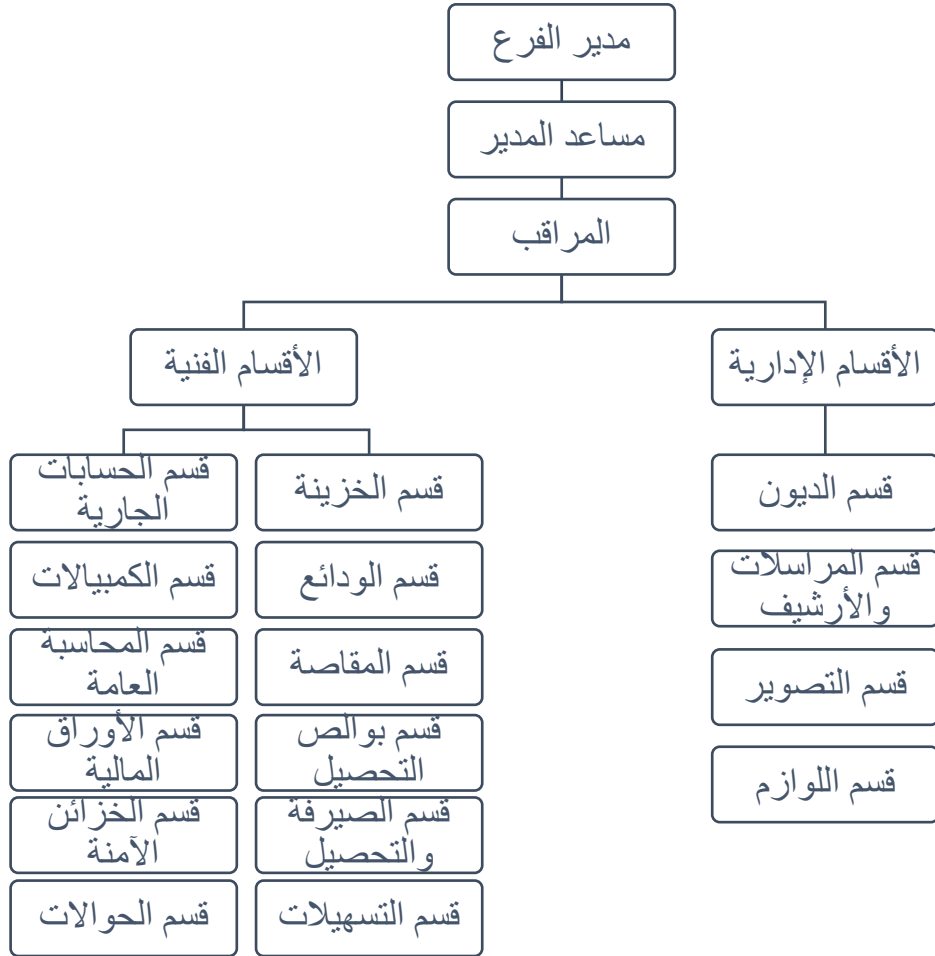 مدير الفرع
مساعد المدير
المراقب
الأقسام الإدارية
الأقسام الفنية
قسم الديون
قسم الخزينة
قسم الحسابات
الجارية
قسم المراسلات
والأرشيف
قسم الودائع
قسم الكمبيالات
قسم التصوير
قسم المقاصة
قسم المحاسبة
العامة
قسم اللوازم
قسم بوالص
التحصيل
قسم الأوراق
المالية
قسم الصيرفة
والتحصيل
قسم الخزائن
الآمنة
قسم التسهيلات
قسم الحوالات